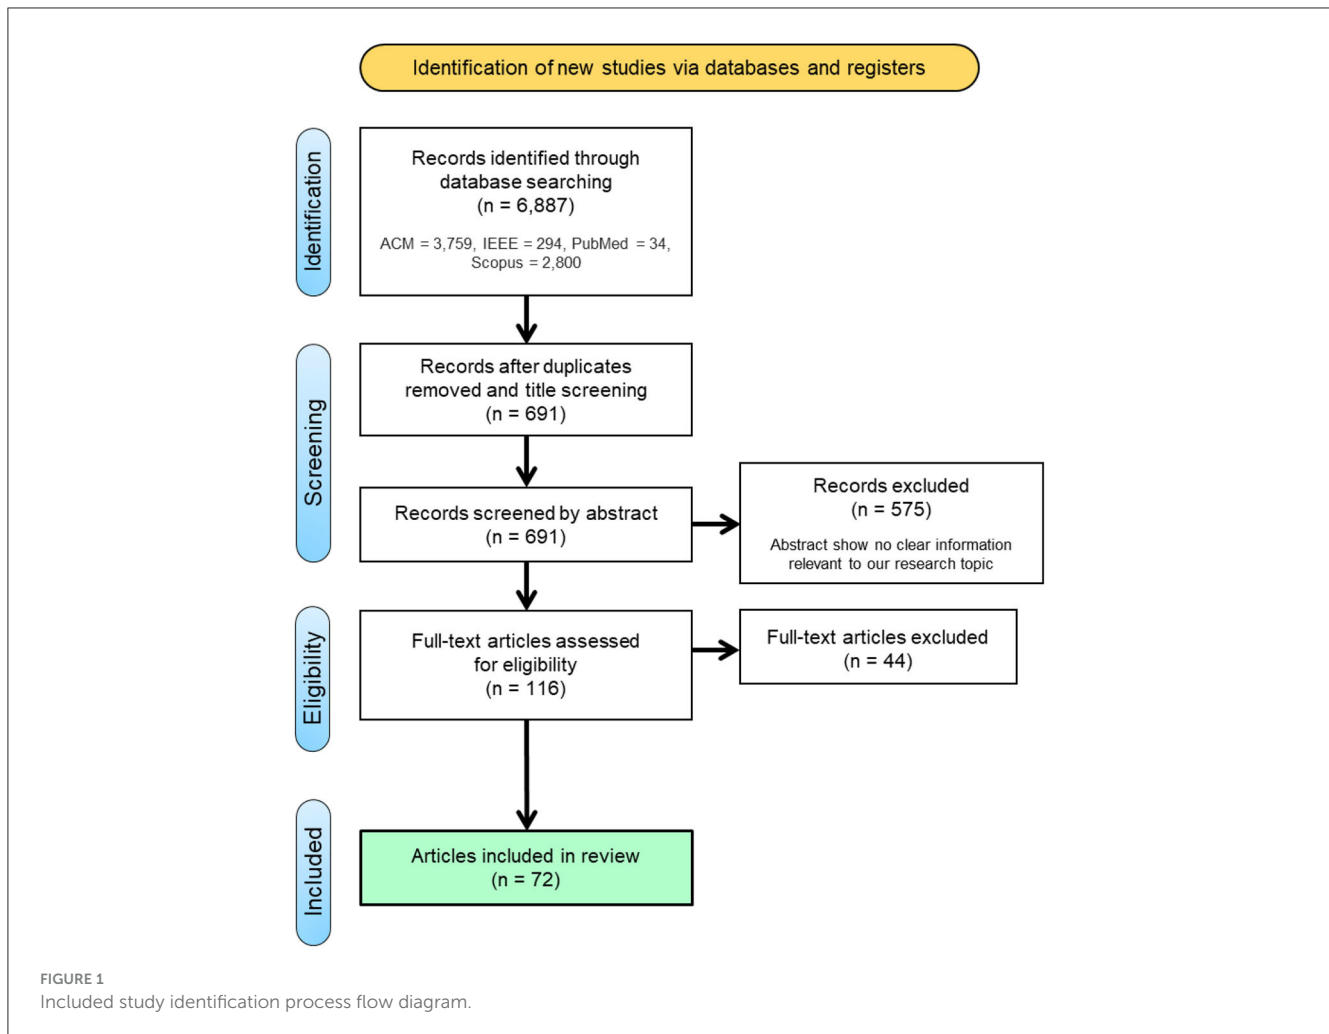 Identification of new studies via databases and registers
Identification
Records identified through
database searching
(n = 6,887)
ACM = 3,759, IEEE = 294, PubMed = 34,
Scopus = 2,800
Screening
Records after duplicates
removed and title screening
(n = 691)
Records screened by abstract
(n = 691)
Records excluded
(n = 575)
Abstract show no clear information
relevant to our research topic
Eligibility
Full-text articles assessed
for eligibility
(n = 116)
Full-text articles excluded
(n = 44)
Included
Articles included in review
(n = 72)
FIGURE 1
Included study identification process flow diagram.